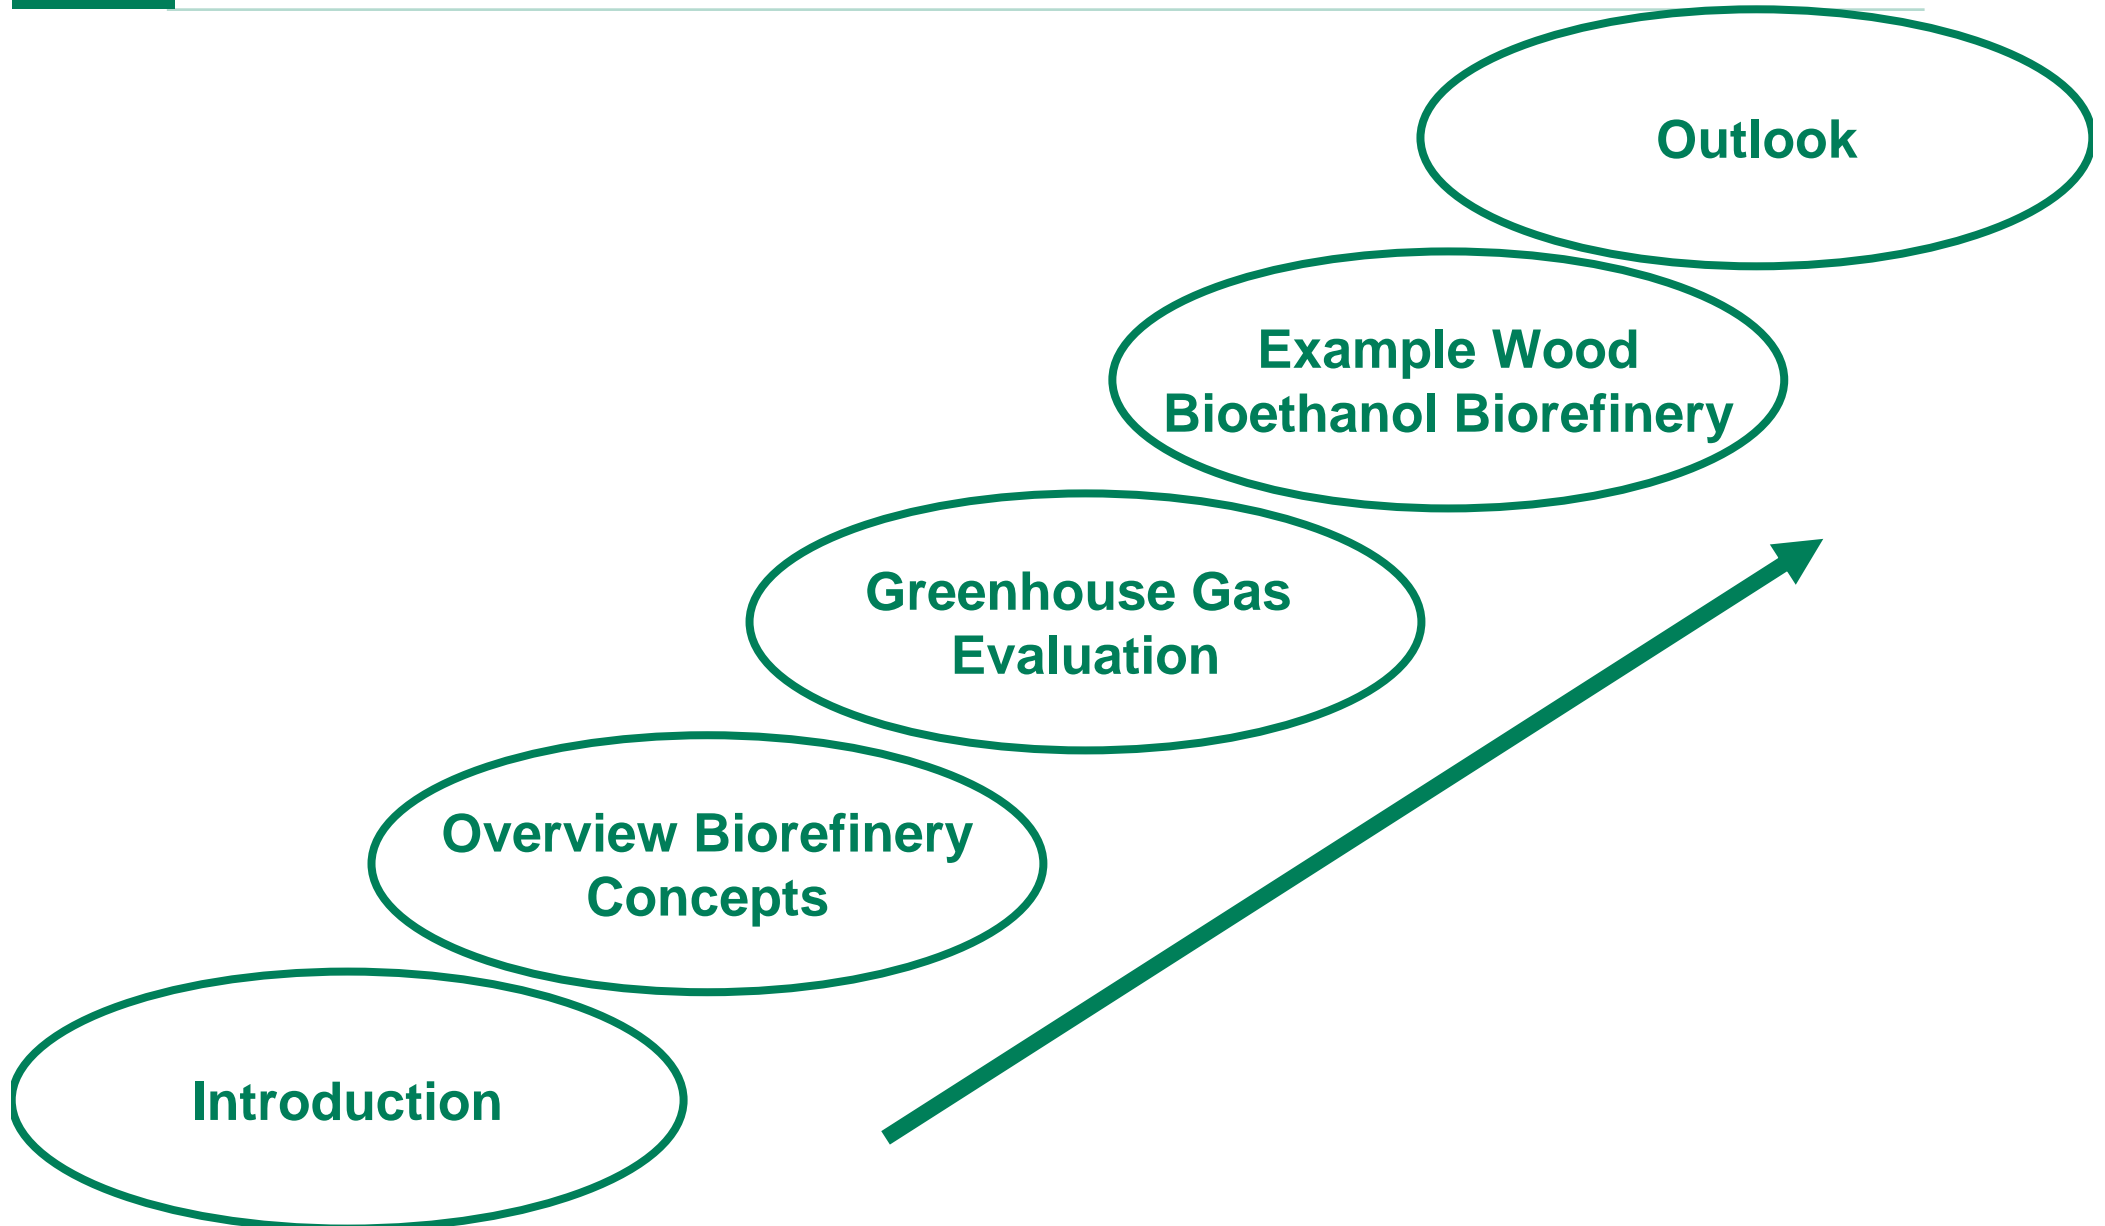 Outlook
Example Wood
Bioethanol Biorefinery
Greenhouse Gas
Evaluation
Overview Biorefinery
Concepts
Introduction